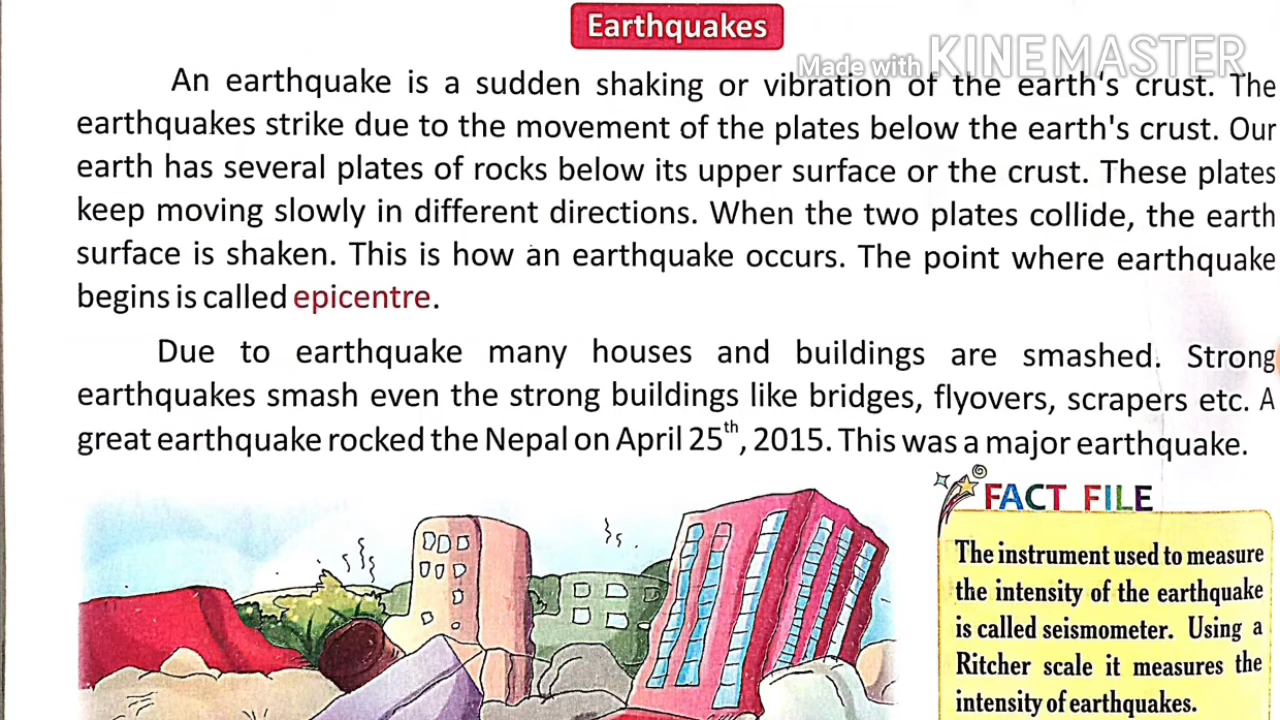 Earthquakes
Made with KINEMASTER
An earthquake is a sudden shaking or vibration of the earth's crust. The
earthquakes strike due to the movement of the plates below the earth's crust. Our
earth has several plates of rocks below its upper surface or the crust. These plates
keep moving slowly in different directions. When the two plates collide, the earth
surface is shaken. This is how an earthquake occurs. The point where earthquake
begins is called epicentre.
Due to earthquake many houses and buildings are smashed. Strong
earthquakes smash even the strong buildings like bridges, flyovers, scrapers etc. A
great earthquake rocked the Nepal on April 25th, 2015. This was a major earthquake.
FACT FILE
The instrument used to measure
the intensity of the earthquake
is called seismometer. Using a
Ritcher scale it measures the
intensity of earthquakes.